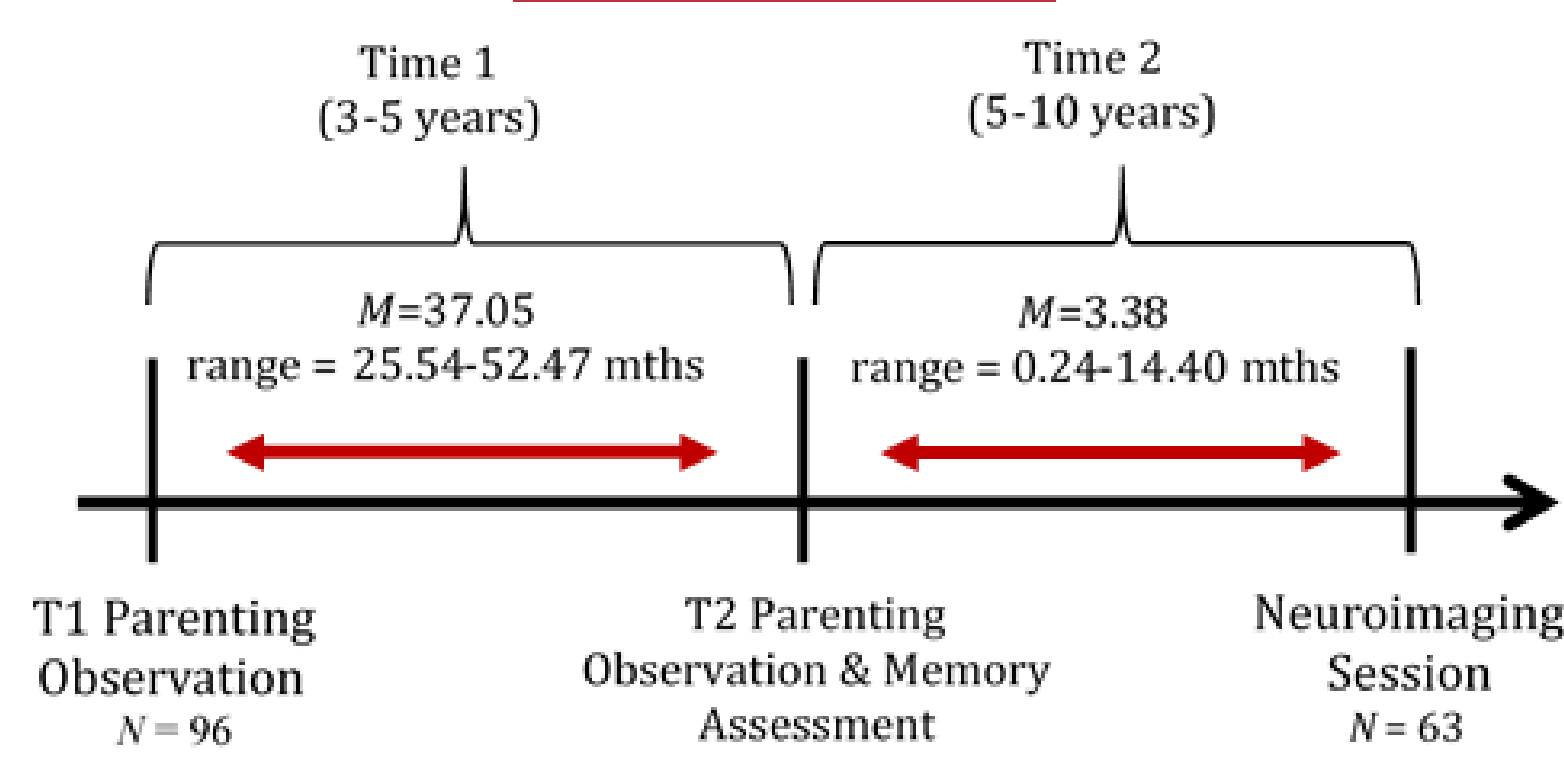 Time 1
(3-5 years)
Time 2
(5-10 years)
M=37.05
range = 25.54-52.47 mths
M=3.38
range = 0.24-14.40 mths
T1 Parenting
Observation
N = 96
T2 Parenting
Observation & Memory
Assessment
Neuroimaging
Session
N = 63